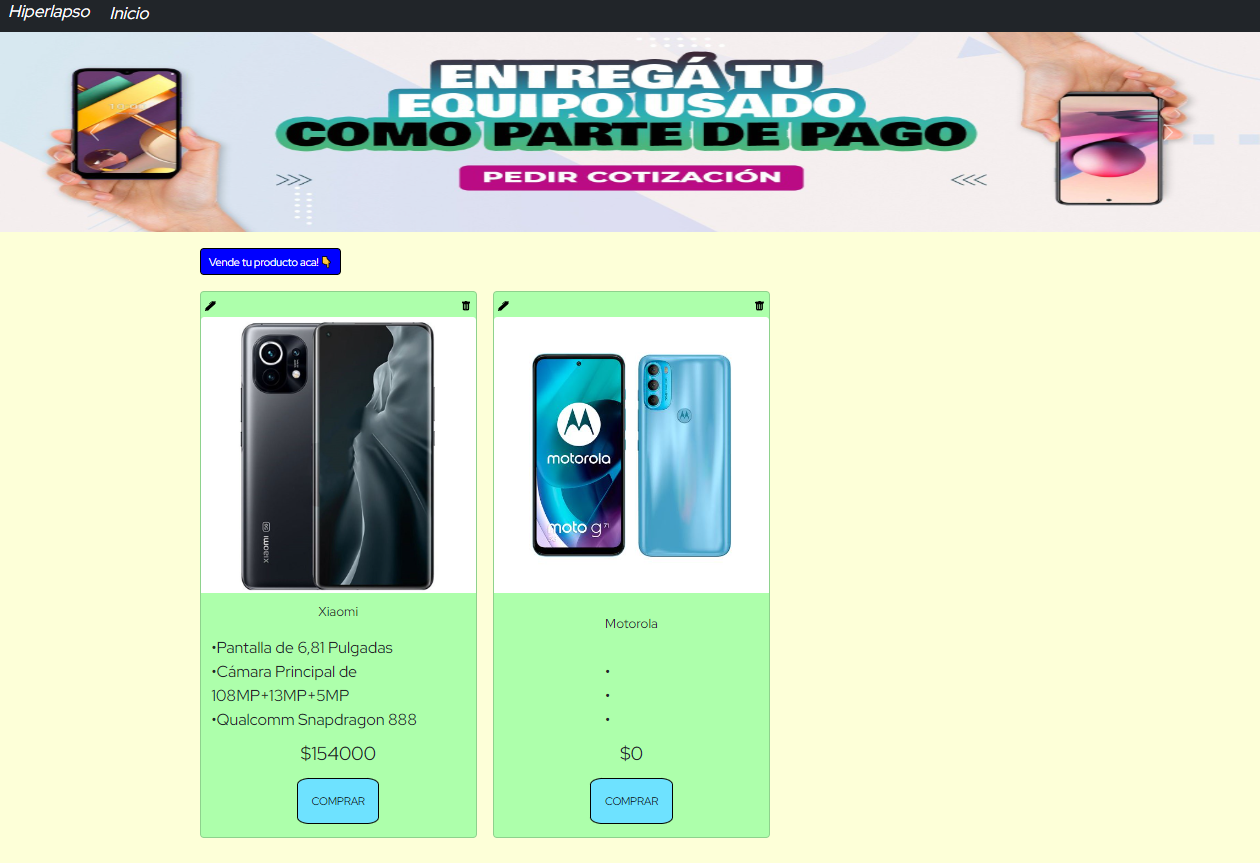 Hiperlapso Inicio
ENTREGÁ TU
EQUIPO USADO
COMO PARTE DE PAGO
>>> PEDIR COTIZACIÓN <<<
Vende tu producto aca! 👇
xiaomi 5G
motorola
moto g71
Xiaomi
•Pantalla de 6,81 Pulgadas
•Cámara Principal de
108MP+13MP+5MP
•Qualcomm Snapdragon 888
$154000
COMPRAR
Motorola
•
•
•
$0
COMPRAR